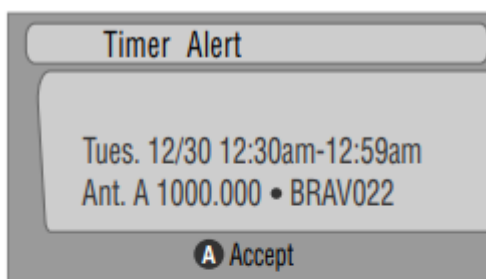 Timer Alert
Tues. 12/30 12:30am-12:59am
Ant. A 1000.000 • BRAV022
A Accept